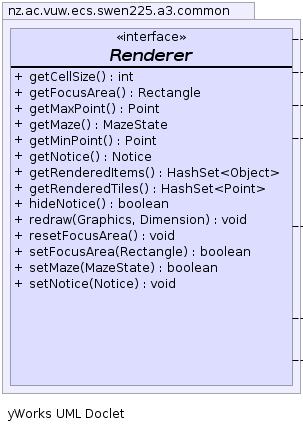 nz.ac.vuw.ecs.swen225.a3.common
«interface»
Renderer
+ getCellSize() : int
+ getFocusArea() : Rectangle
+ getMaxPoint() : Point
+ getMaze() : MazeState
+ getMinPoint() : Point
+ getNotice() : Notice
+ getRenderedItems() : HashSet<Object>
+ getRenderedTiles() : HashSet<Point>
+ hideNotice() : boolean
+ redraw(Graphics, Dimension) : void
+ resetFocusArea() : void
+ setFocusArea(Rectangle) : boolean
+ setMaze(MazeState) : boolean
+ setNotice(Notice) : void
yWorks UML Doclet